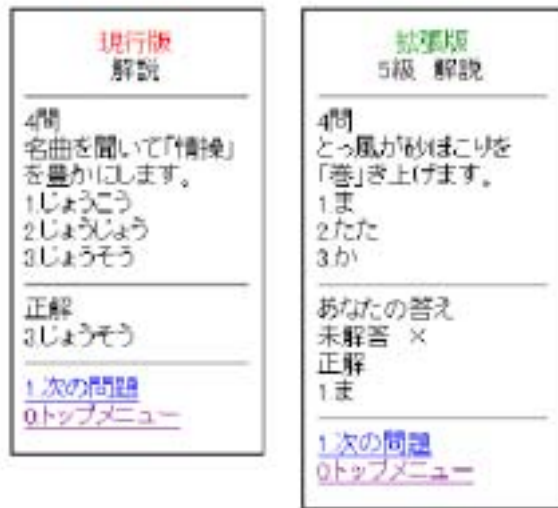 現行版
解説
4問
名曲を聞いて「情操」
を豊かにします。
1.じょうこう
2.じょうじょう
3.じょうそう
正解
3.じょうそう
1.次の問題
0.トップメニュー
拡張版
5級 解説
4問
とっ風が砂ぼこりを
「巻」き上げます。
1.ま
2.たた
3.か
あなたの答え
未解答 ×
正解
1.ま
1.次の問題
0.トップメニュー